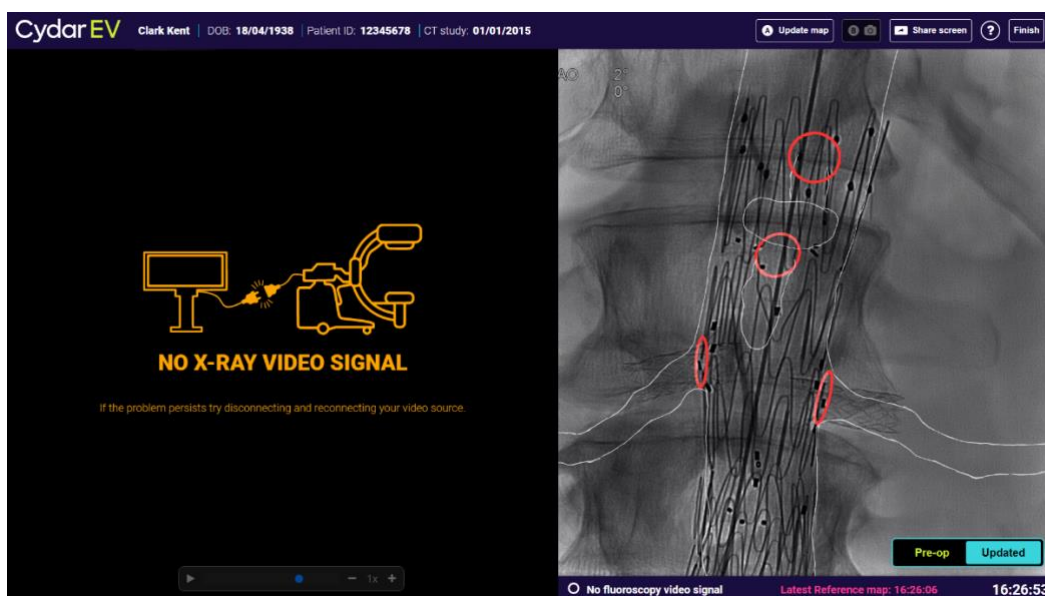 Cydar EV Clark Kent DOB: 18/04/1938 Patient ID: 12345678 CT study: 01/01/2015 A Update map B Share screen ? Finish
AO 2°
0°
NO X-RAY VIDEO SIGNAL
If the problem persists try disconnecting and reconnecting your video source.
Pre-op Updated
1x
No fluoroscopy video signal Latest Reference map: 16:26:06 16:26:53